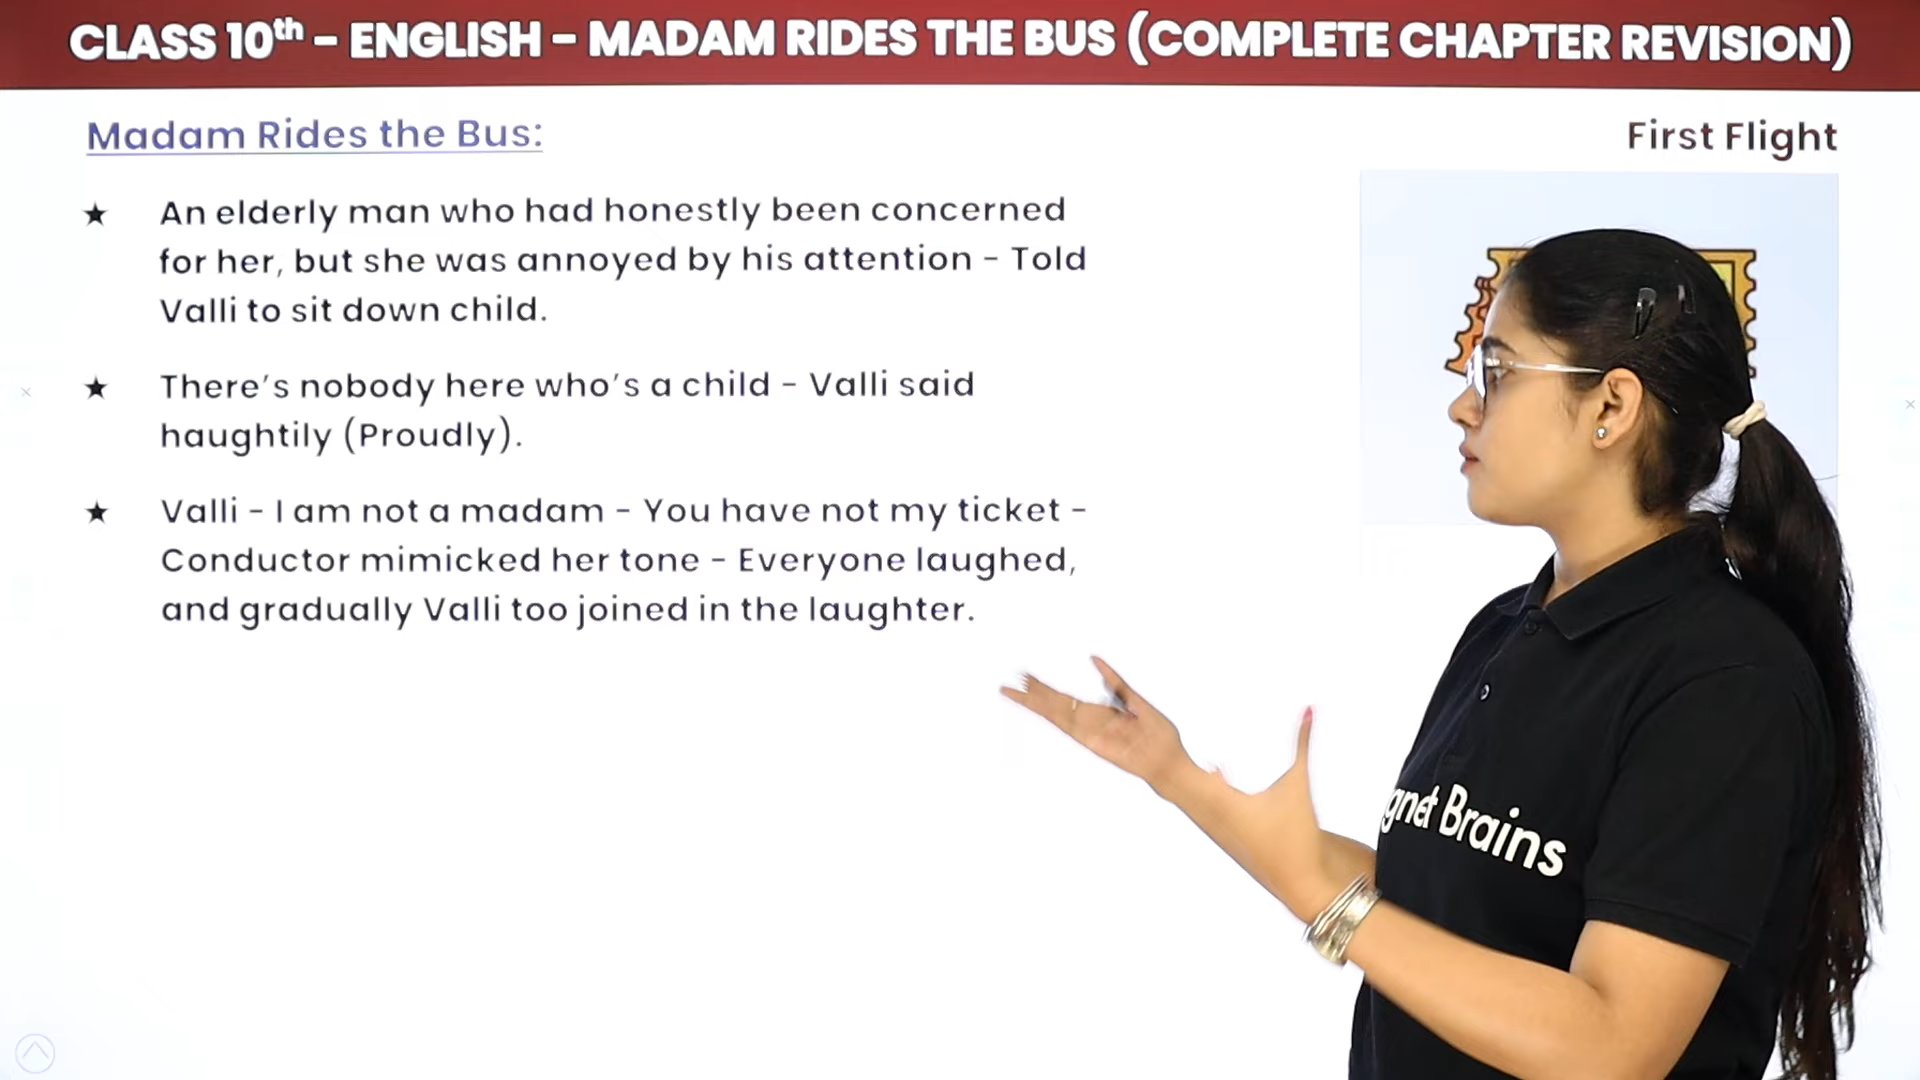 CLASS 10th - ENGLISH - MADAM RIDES THE BUS (COMPLETE CHAPTER REVISION)
Madam Rides the Bus:
First Flight
★ An elderly man who had honestly been concerned
for her, but she was annoyed by his attention - Told
Valli to sit down child.
★ There's nobody here who's a child - Valli said
haughtily (Proudly).
★ Valli - I am not a madam - You have not my ticket -
Conductor mimicked her tone - Everyone laughed,
and gradually Valli too joined in the laughter.
Brains